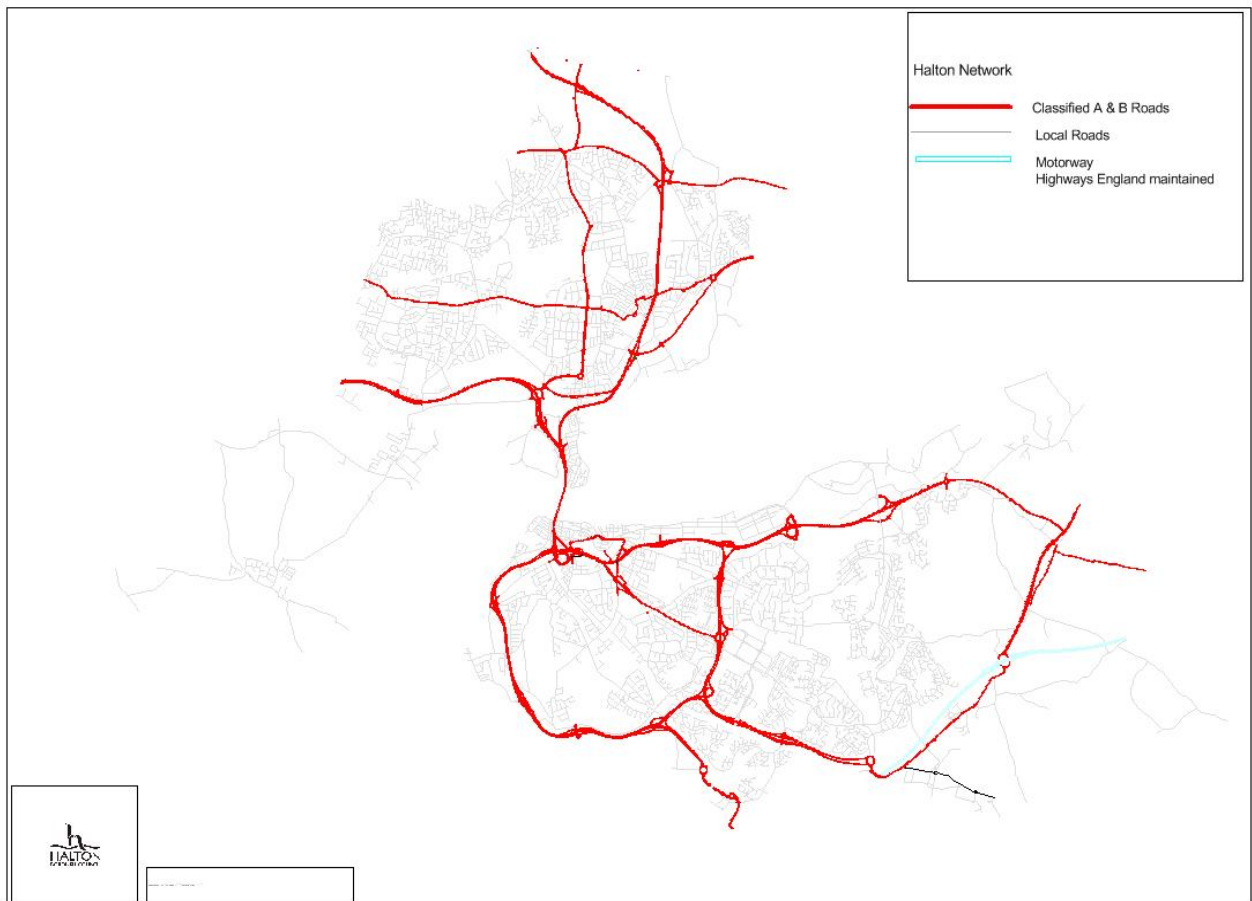 Halton Network
Classified A & B Roads
Local Roads
Motorway
Highways England maintained
HALTON